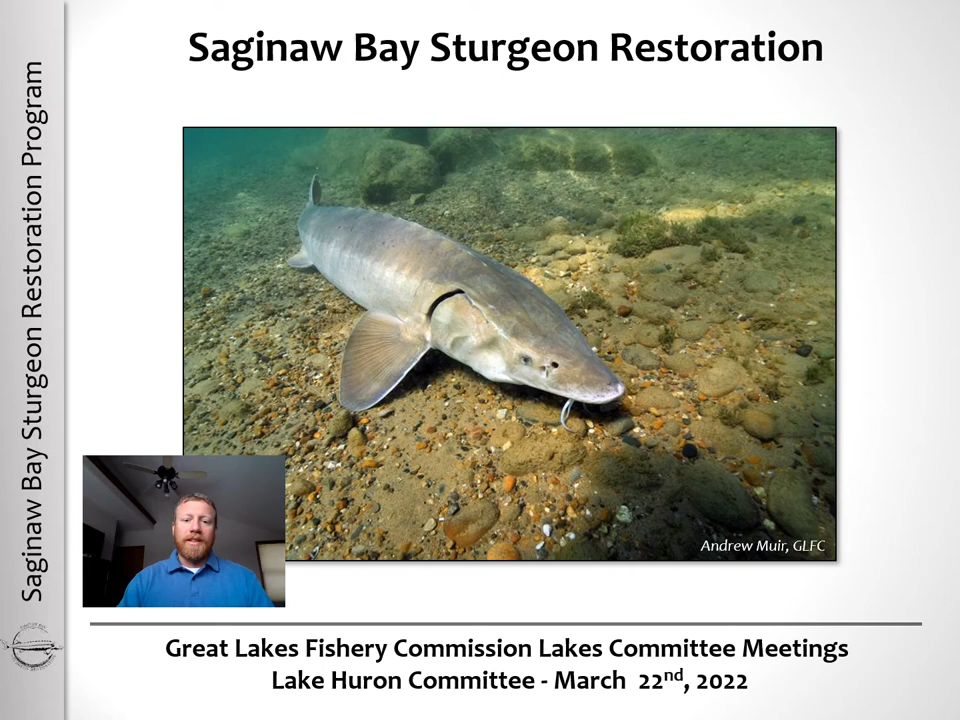 Saginaw Bay Sturgeon Restoration
Saginaw Bay Sturgeon Restoration Program
Andrew Muir, GLFC
Great Lakes Fishery Commission Lakes Committee Meetings
Lake Huron Committee - March 22nd, 2022